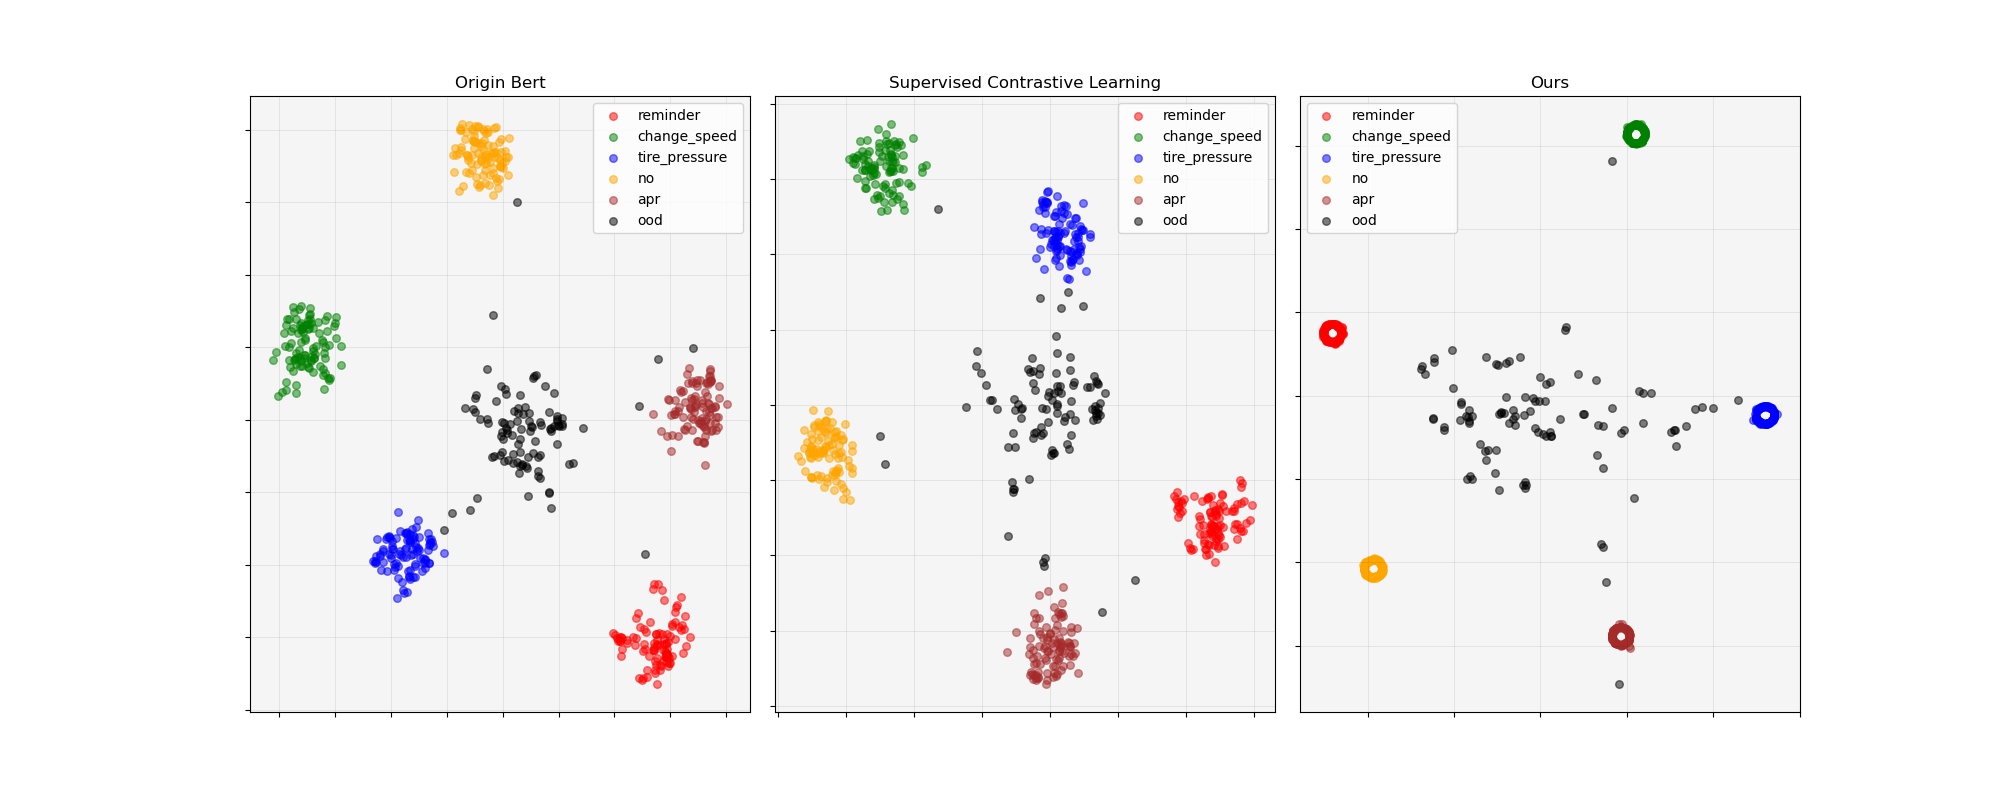 Origin Bert
reminder
change_speed
tire_pressure
no
apr
ood
Supervised Contrastive Learning
reminder
change_speed
tire_pressure
no
apr
ood
Ours
reminder
change_speed
tire_pressure
no
apr
ood